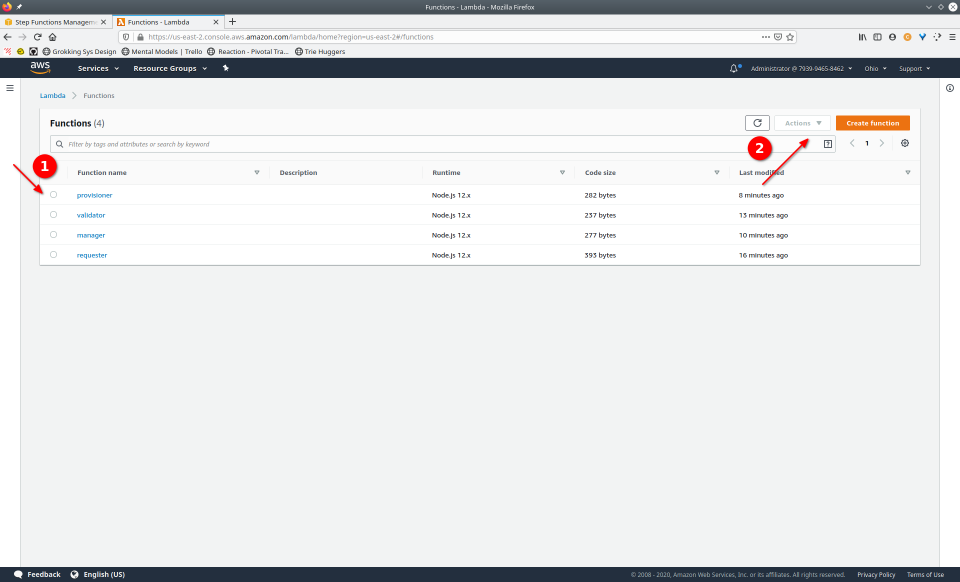 Functions - Lambda - Mozilla Firefox
Step Functions Managem
Functions - Lambda
https://us-east-2.console.aws.amazon.com/lambda/home?region=us-east-2#/functions
Grokking Sys Design
Mental Models | Trello
Reaction - Pivotal Tra...
Trie Huggers
aws
Services
Resource Groups
Administrator @ 7939-9465-8462
Ohio
Support
Lambda > Functions
Functions (4)
Actions
Create function
Filter by tags and attributes or search by keyword
1
1
2
Function name Description Runtime Code size Last modified
provisioner Node.js 12.x 282 bytes 8 minutes ago
validator Node.js 12.x 237 bytes 13 minutes ago
manager Node.js 12.x 277 bytes 10 minutes ago
requester Node.js 12.x 393 bytes 16 minutes ago
Feedback
English (US)
© 2008 - 2020, Amazon Web Services, Inc. or its affiliates. All rights reserved.
Privacy Policy
Terms of Use